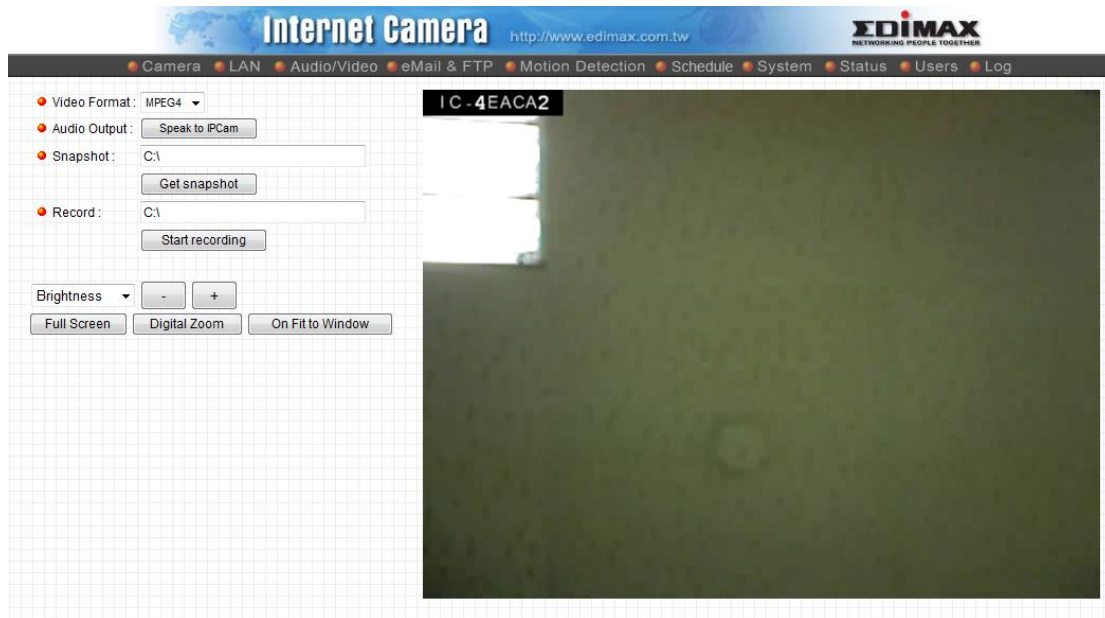 Internet Camera http://www.edimax.com.tw EDIMAX
NETWORKING PEOPLE TOGETHER
Camera LAN Audio/Video eMail & FTP Motion Detection Schedule System Status Users Log
Video Format : MPEG4
Audio Output : Speak to IPCam
Snapshot : C:\
Get snapshot
Record : C:\
Start recording
Brightness - +
Full Screen Digital Zoom On Fit to Window
IC-4EACA2